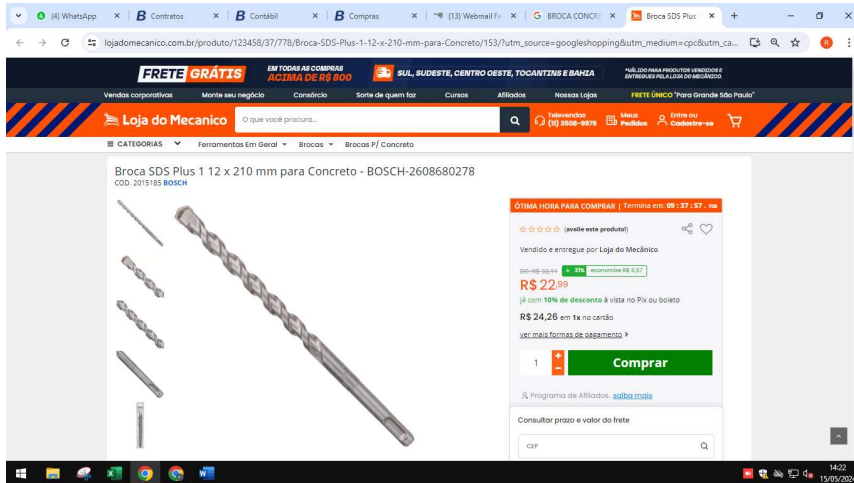 (4) WhatsApp
Contratos
Contábil
Compras
(13) Webmail Fe
BROCA CONCRE
Broca SDS Plus
lojadomecanico.com.br/produto/123458/37/778/Broca-SDS-Plus-1-12-x-210-mm-para-Concreto/153/?utm_source=googleshopping&utm_medium=cpc&utm_ca...
FRETE GRÁTIS
EM TODAS AS COMPRAS
ACIMA DE R$ 800
SUL, SUDESTE, CENTRO OESTE, TOCANTINS E BAHIA
*VÁLIDO PARA PRODUTOS VENDIDOS E
ENTREGUES PELA LOJA DO MECÂNICO.
Vendas corporativas Monte seu negócio Consórcio Sorte de quem faz Cursos Afiliados Nossas Lojas FRETE ÚNICO "Para Grande São Paulo"
Loja do Mecanico
O que você procura...
Televendas
(11) 3508-9979
Meus
Pedidos
Entre ou
Cadastre-se
CATEGORIAS Ferramentas Em Geral Brocas Brocas P/ Concreto
Broca SDS Plus 1 12 x 210 mm para Concreto - BOSCH-2608680278
COD. 2015185 BOSCH
ÓTIMA HORA PARA COMPRAR | Termina em: 09 : 37 : 57 .
(avalie este produto!)
Vendido e entregue por Loja do Mecânico
economize R$
R$ 22,99
já com 10% de desconto à vista no Pix ou boleto
R$ 24,26 em 1x no cartão
ver mais formas de pagamento >
1
Comprar
Programa de Afiliados. saiba mais
Consultar prazo e valor do frete
CEP
14:22
15/05/202